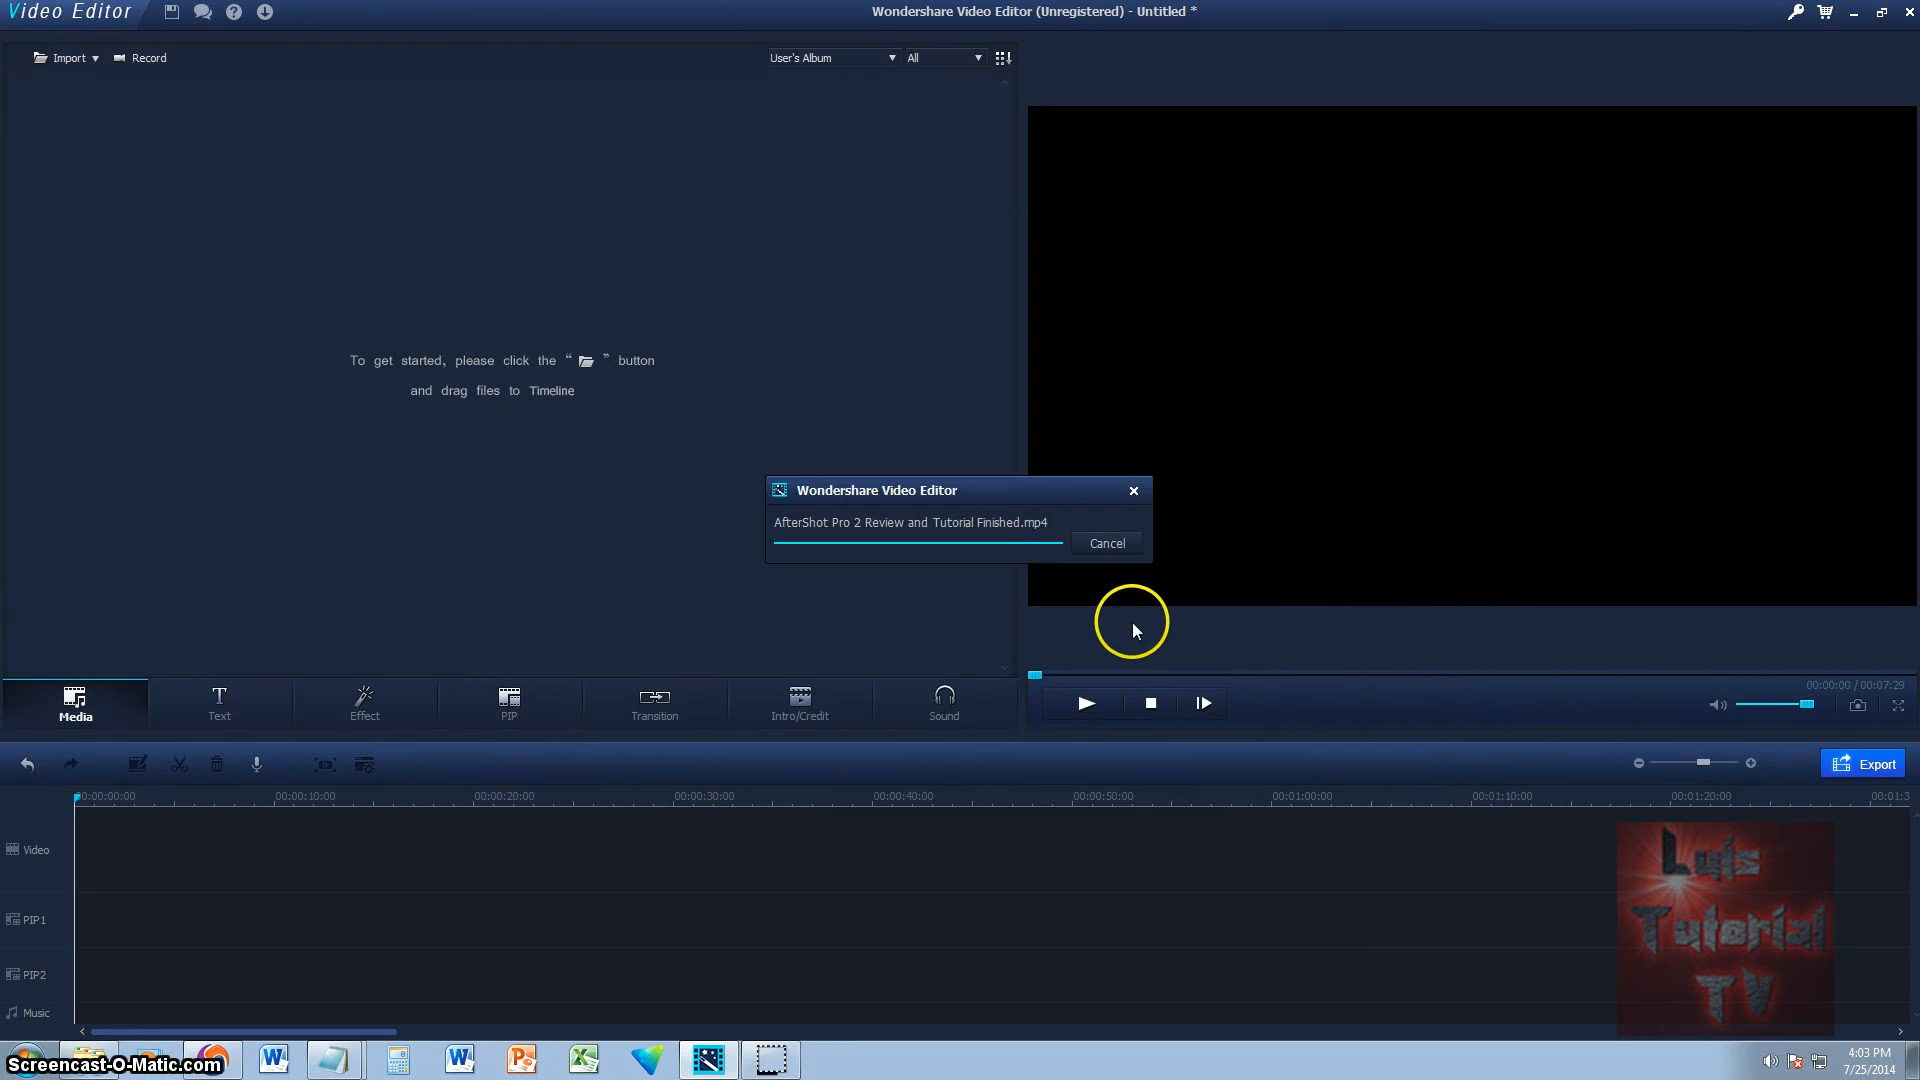 Video Editor
Wondershare Video Editor (Unregistered) - Untitled *
Import
Record
User's Album
All
To get started, please click the “ ” button
and drag files to Timeline
Wondershare Video Editor
AfterShot Pro 2 Review and Tutorial Finished.mp4
Cancel
00:00:00 / 00:07:29
Media
Text
Effect
PIP
Transition
Intro/Credit
Sound
Export
00:00:00:00
00:00:10:00
00:00:20:00
00:00:30:00
00:00:40:00
00:00:50:00
00:01:00:00
00:01:10:00
00:01:20:00
00:01:3
Video
PIP1
PIP2
Music
Luis
Tutorial
TV
Screencast-O-Matic.com
4:03 PM
7/25/2014